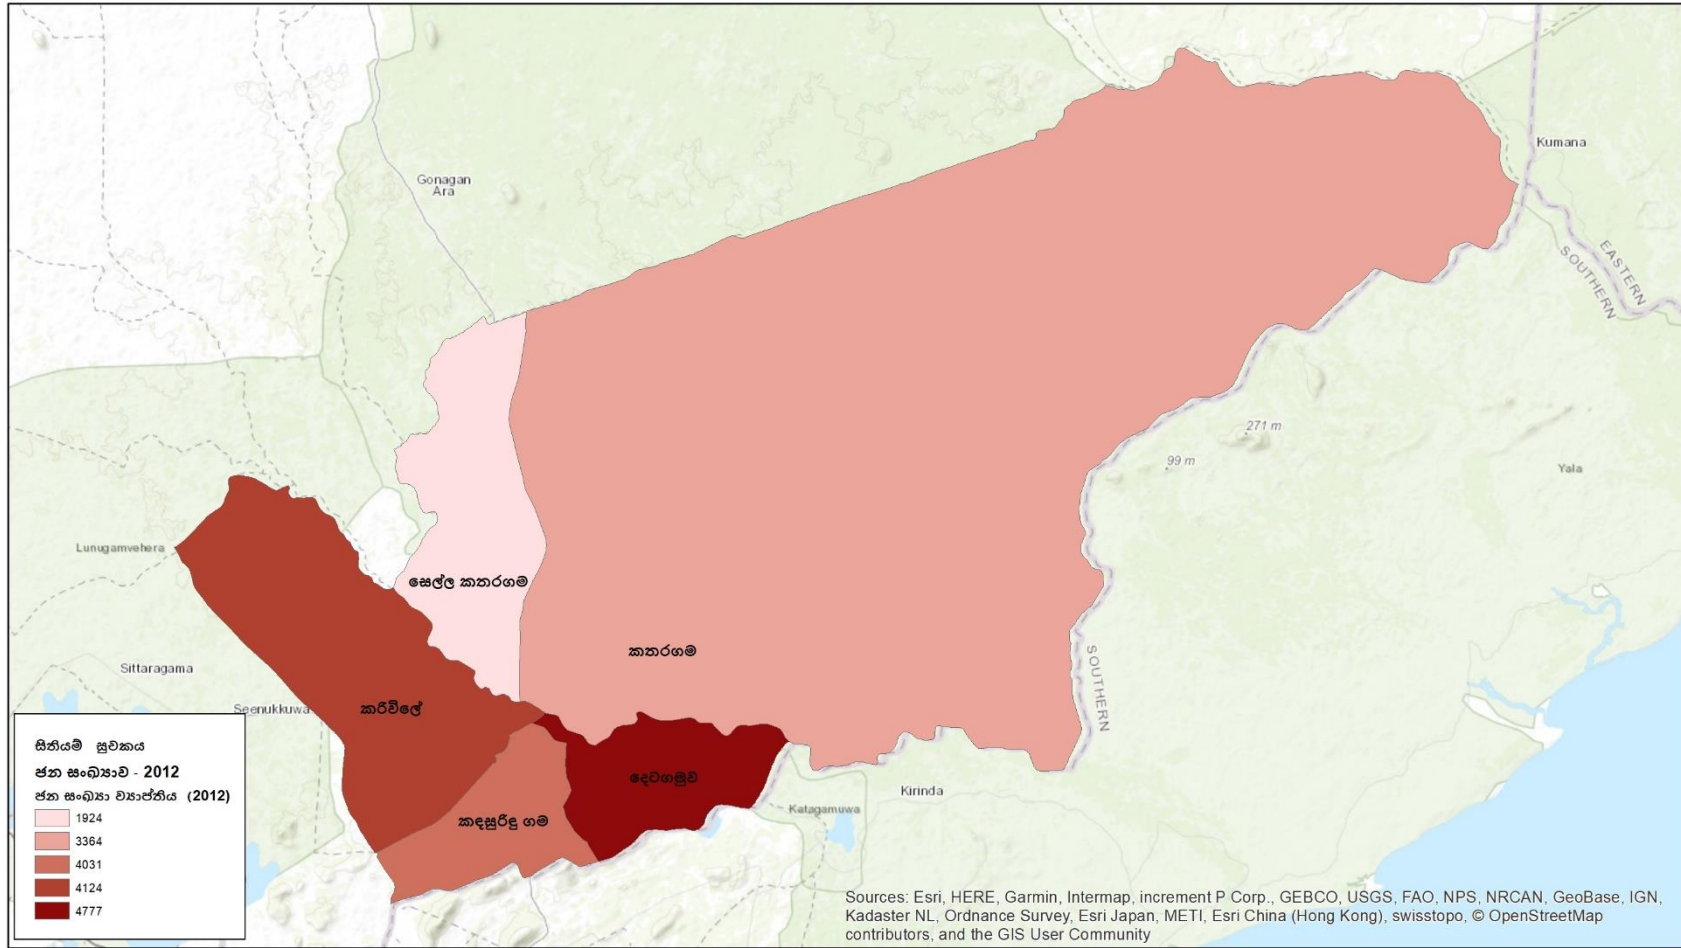 Kumana
Gonagan
Ara
EASTERN
SOUTHERN
271 m
99 m
Yala
Lunugamvehera
සෙල්ල කතරගම
කතරගම
Sittaragama
SOUTHERN
Seenukkuwa
කරවිලේ
දෙටගමුව
Katagamuwa
Kirinda
කඳසුරිඳු ගම
සිතියම් සුචකය
ජන සංඛ්‍යාව - 2012
ජන සංඛ්‍යා ව්‍යාප්තිය (2012)
1924
3364
4031
4124
4777
Sources: Esri, HERE, Garmin, Intermap, increment P Corp., GEBCO, USGS, FAO, NPS, NRCAN, GeoBase, IGN,
Kadaster NL, Ordnance Survey, Esri Japan, METI, Esri China (Hong Kong), swisstopo, © OpenStreetMap
contributors, and the GIS User Community